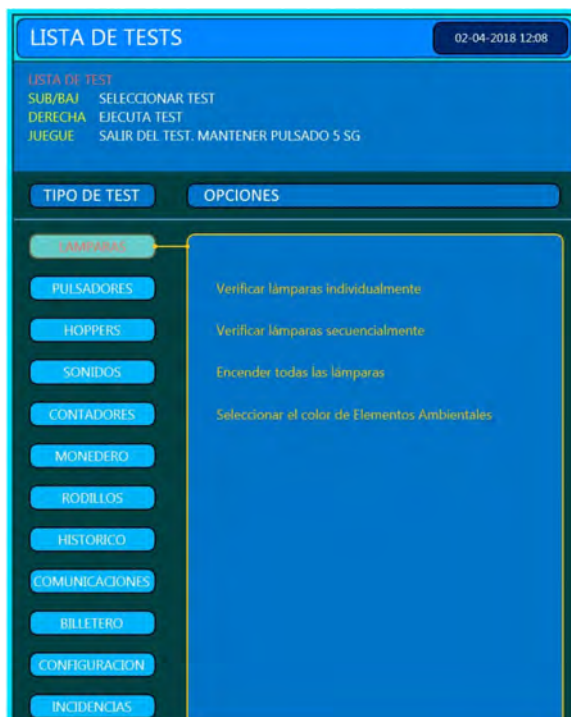 LISTA DE TESTS
02-04-2018 12:08
LISTA DE TEST
SUB/BAJ SELECCIONAR TEST
DERECHA EJECUTA TEST
JUEGUE SALIR DEL TEST. MANTENER PULSADO 5 SG
TIPO DE TEST OPCIONES
LAMPARAS
PULSADORES Verificar lámparas individualmente
HOPPERS Verificar lámparas secuencialmente
SONIDOS Encender todas las lámparas
CONTADORES Seleccionar el color de Elementos Ambientales
MONEDERO
RODILLOS
HISTORICO
COMUNICACIONES
BILLETERO
CONFIGURACION
INCIDENCIAS